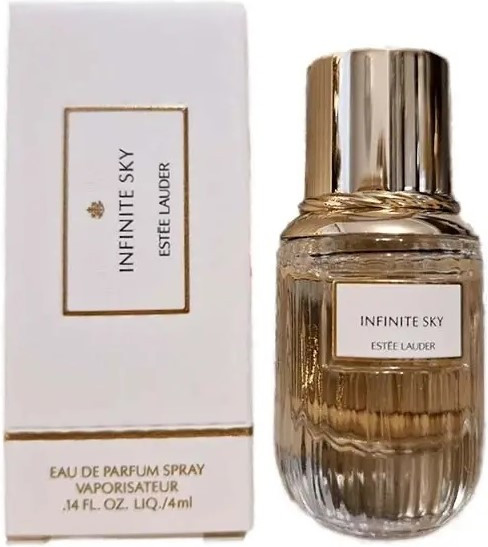 INFINITE SKY
ESTĒE LAUDER
EAU DE PARFUM SPRAY
VAPORISATEUR
.14 FL. OZ. LIQ./4ml
INFINITE SKY
ESTĒE LAUDER